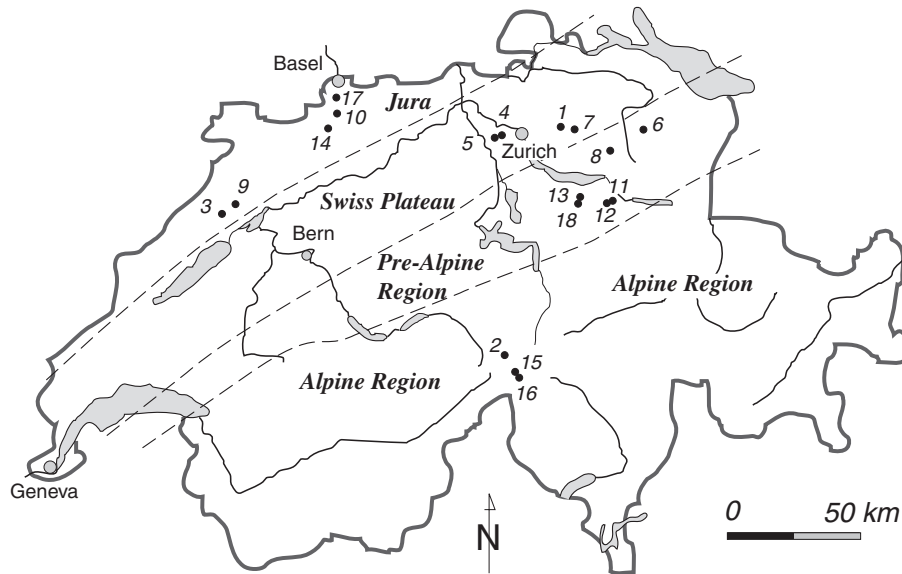 Basel
Jura
17
10
14
4
5
Zurich
1
7
6
8
9
3
Swiss Plateau
13
11
18
12
Bern
Pre-Alpine
Region
Alpine Region
2
15
16
Alpine Region
Geneva
N
0 50 km